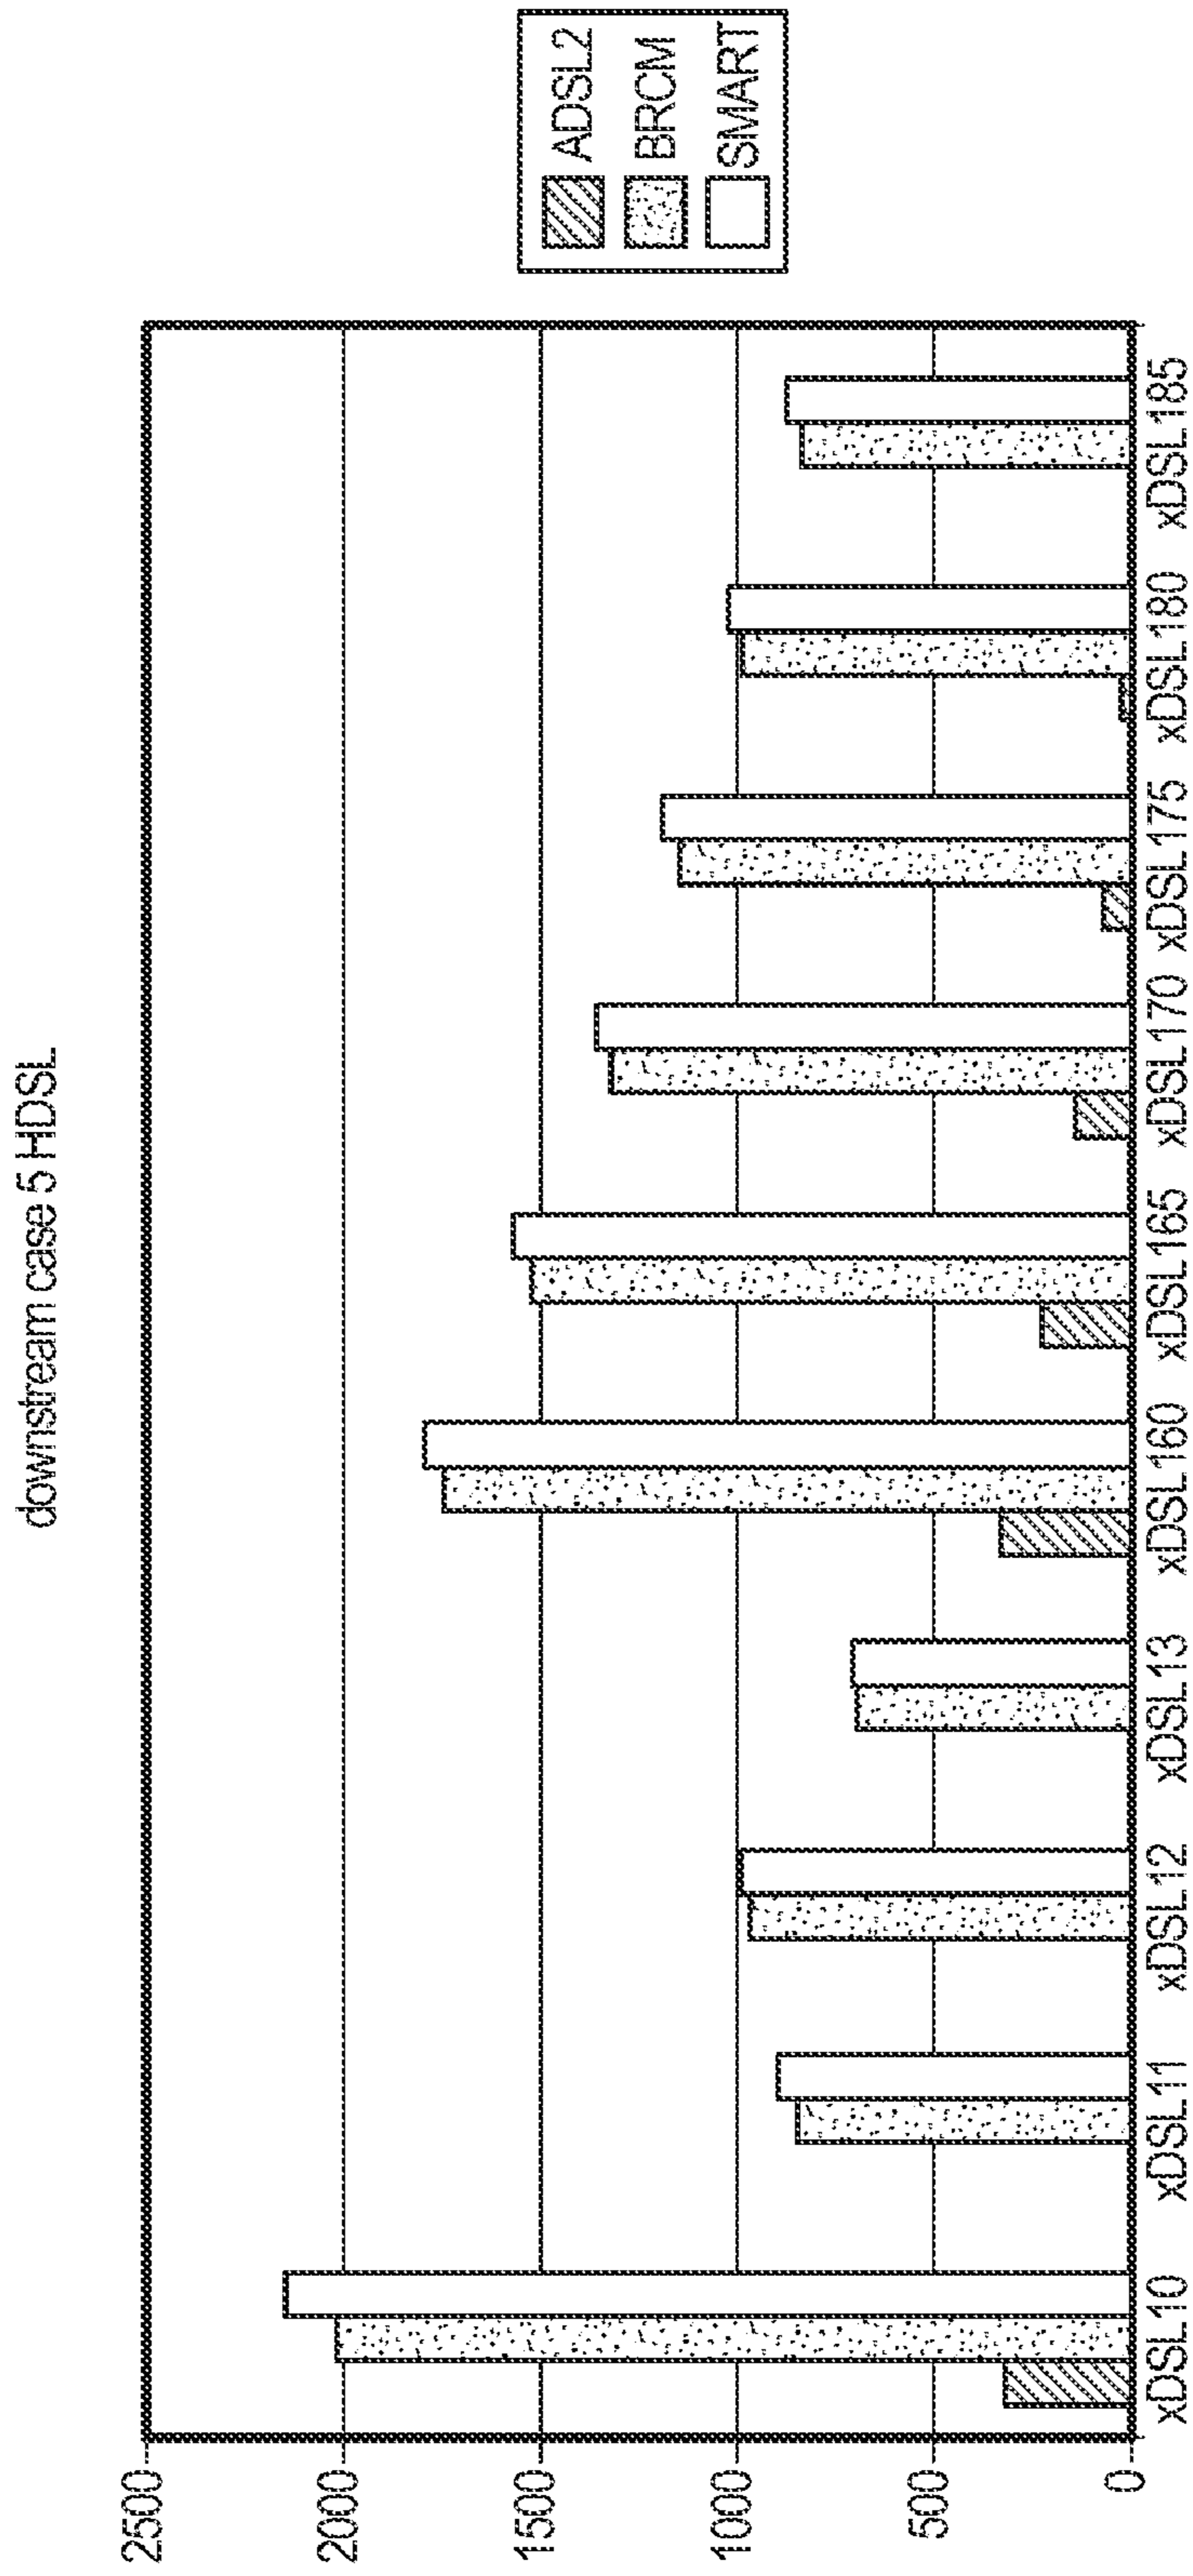 downstream case 5 HDSL
2500
2000
1500
1000
500
0
xDSL10
xDSL11
xDSL12
xDSL13
xDSL160
xDSL165
xDSL170
xDSL175
xDSL180
xDSL185
ADSL2
BRCM
SMART